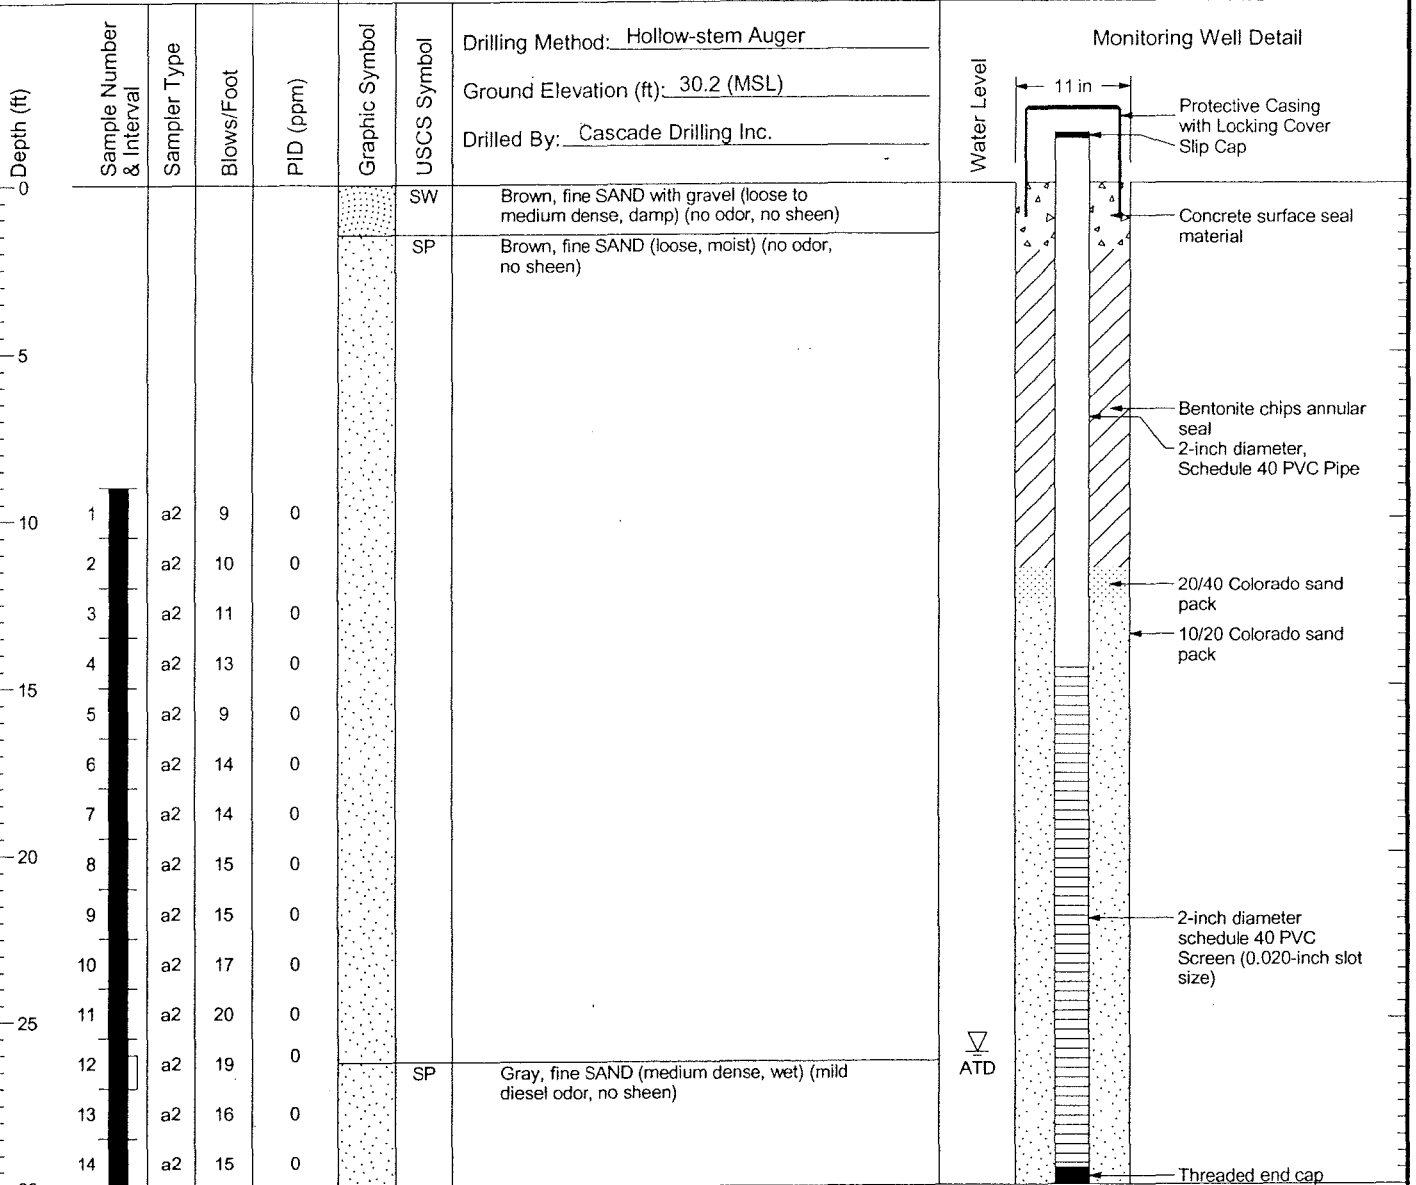 Depth (ft)
Sample Number
& Interval
Sampler Type
Blows/Foot
PID (ppm)
Graphic Symbol
USCS Symbol
Drilling Method: Hollow-stem Auger
Ground Elevation (ft): 30.2 (MSL)
Drilled By: Cascade Drilling Inc.
Water Level
Monitoring Well Detail
11 in
Protective Casing
with Locking Cover
Slip Cap
0
SW
Brown, fine SAND with gravel (loose to
medium dense, damp) (no odor, no sheen)
Concrete surface seal
material
SP
Brown, fine SAND (loose, moist) (no odor,
no sheen)
5
Bentonite chips annular
seal
2-inch diameter,
Schedule 40 PVC Pipe
1 a2 9 0
10
2 a2 10 0
20/40 Colorado sand
pack
3 a2 11 0
10/20 Colorado sand
pack
4 a2 13 0
15
5 a2 9 0
6 a2 14 0
7 a2 14 0
20
8 a2 15 0
9 a2 15 0
2-inch diameter
schedule 40 PVC
Screen (0.020-inch slot
size)
10 a2 17 0
11 a2 20 0
25
12 a2 19 0
ATD
SP
Gray, fine SAND (medium dense, wet) (mild
diesel odor, no sheen)
13 a2 16 0
14 a2 15 0
Threaded end cap